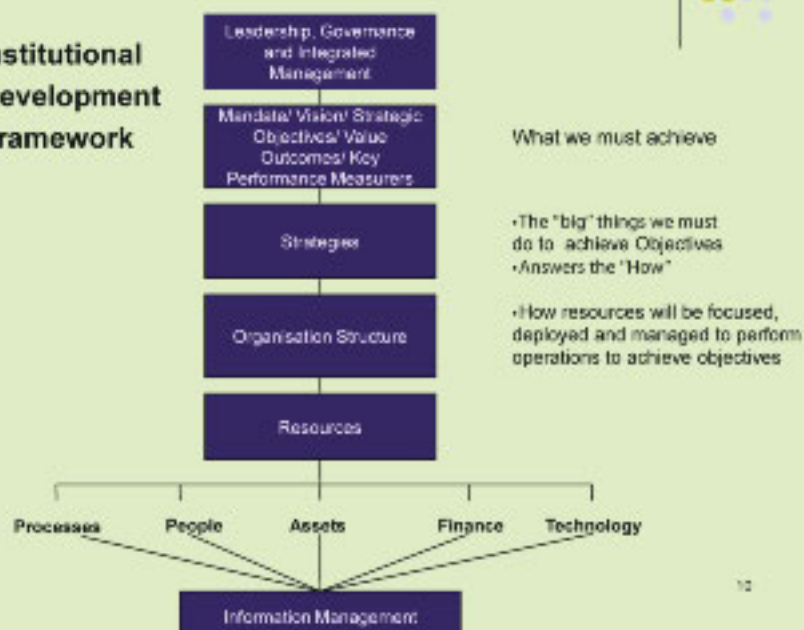 nstitutional
evelopment
ramework
Leadership, Governance
and Integrated
Management
Mandate/ Vision/ Strategic
Objectives/ Value
Outcomes/ Key
Performance Measurers
What we must achieve
Strategies
•The "big" things we must
do to achieve Objectives
•Answers the "How"
Organisation Structure
•How resources will be focused,
deployed and managed to perform
operations to achieve objectives
Resources
Processes People Assets Finance Technology
Information Management